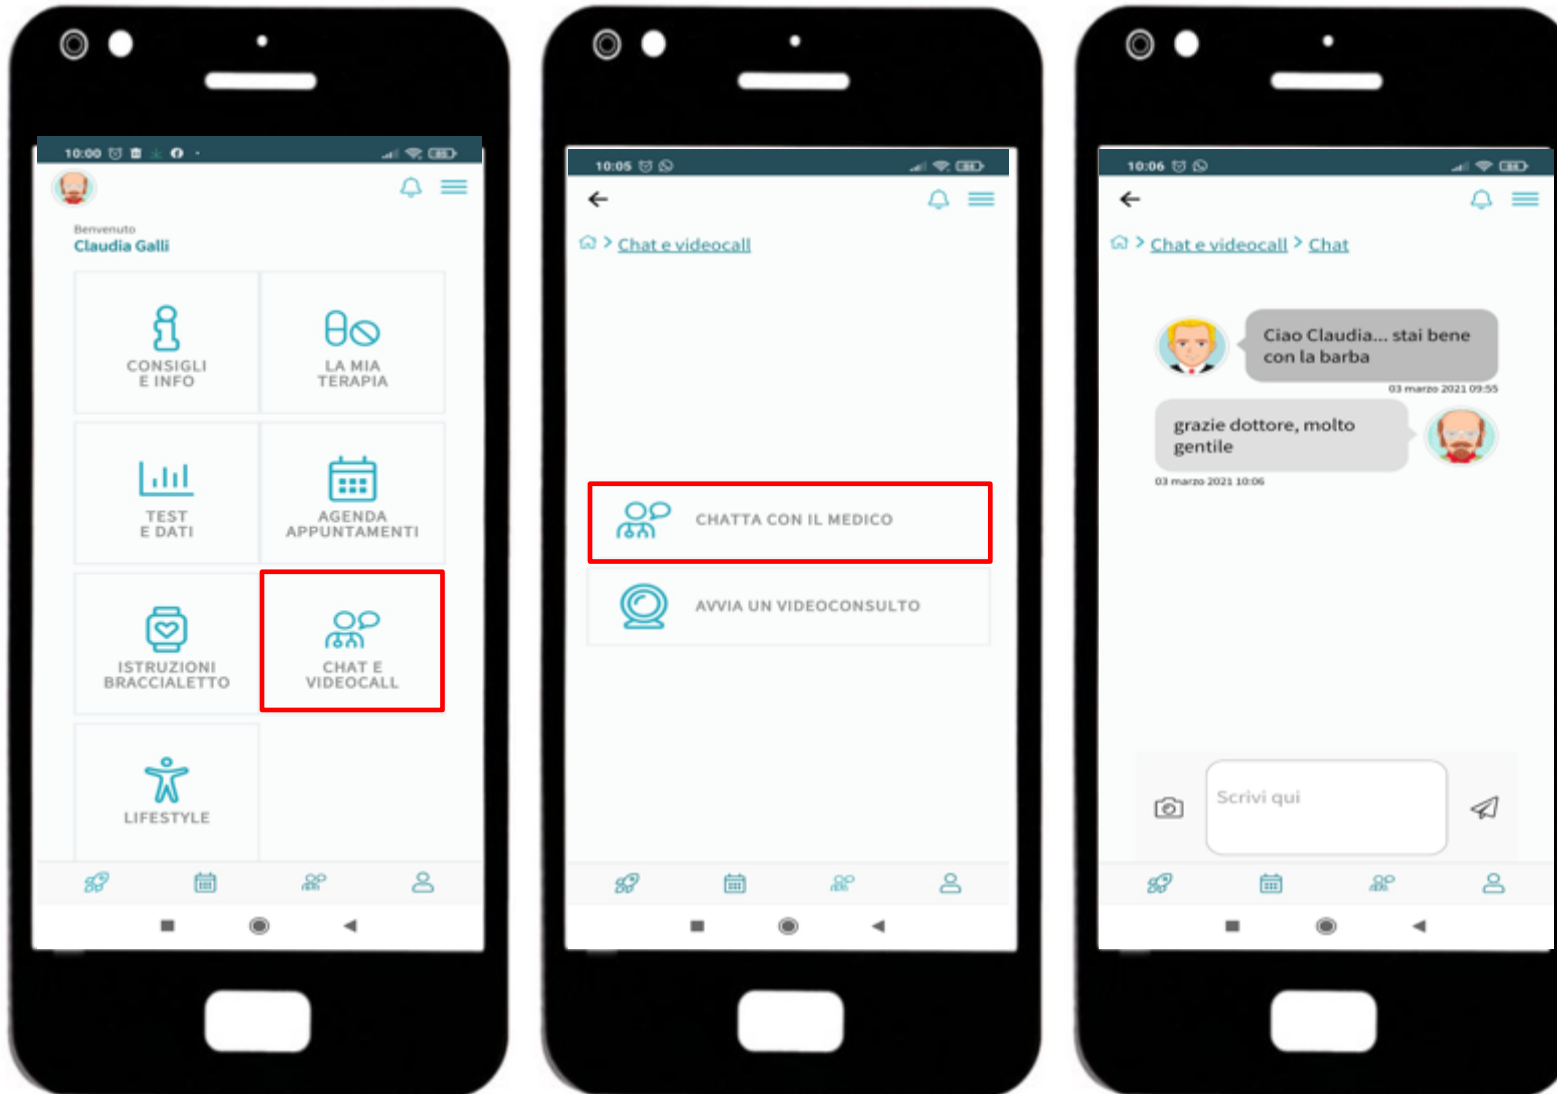 10:00
Benvenuto
Claudia Galli
CONSIGLI
E INFO
LA MIA
TERAPIA
TEST
E DATI
AGENDA
APPUNTAMENTI
ISTRUZIONI
BRACCIALETTO
CHAT E
VIDEOCALL
LIFESTYLE
10:05
> Chat e videocall
CHATTA CON IL MEDICO
AVVIA UN VIDEOCONSULTO
10:06
> Chat e videocall > Chat
Ciao Claudia... stai bene
con la barba
03 marzo 2021 09:55
grazie dottore, molto
gentile
03 marzo 2021 10:06
Scrivi qui